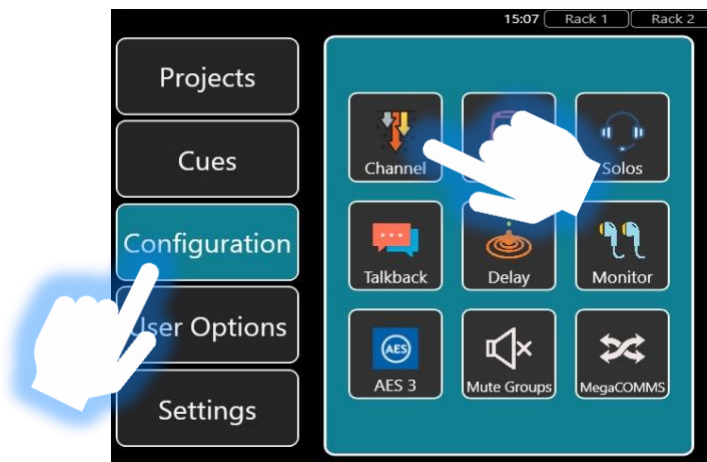 15:07 Rack 1 Rack 2
Projects
Cues
Configuration
User Options
Settings
Channel
Solos
Talkback
Delay
Monitor
AES
AES 3
Mute Groups
MegaCOMMS